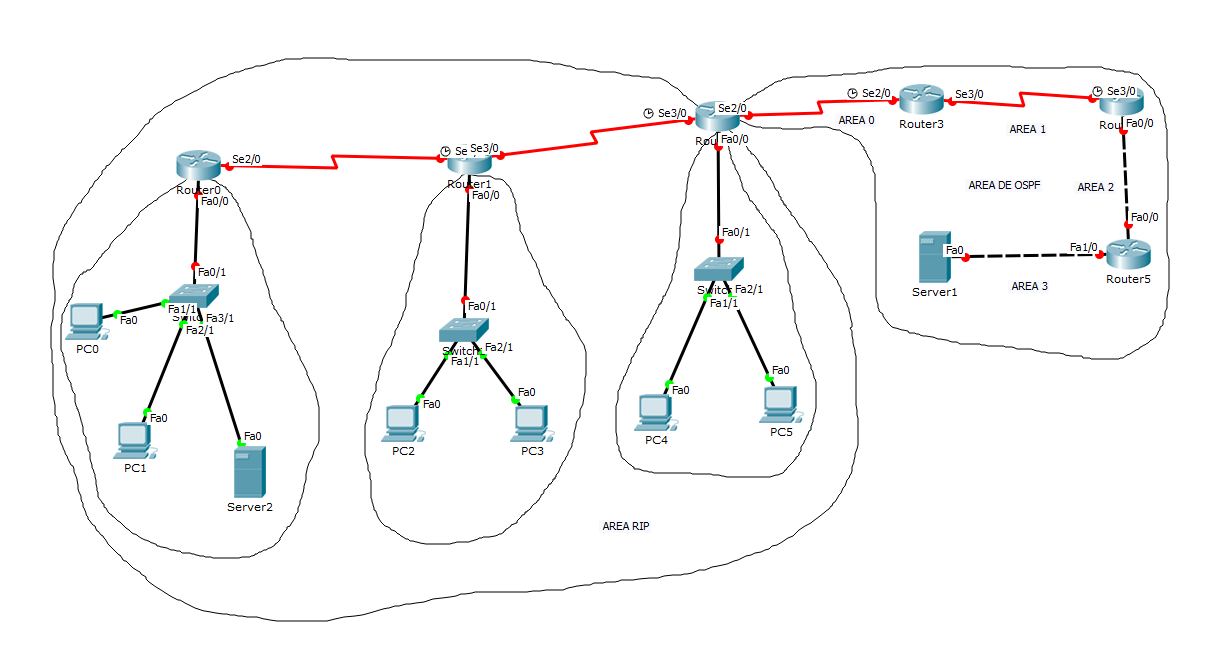 Se3/0
Se2/0
Fa0/0
Se2/0
Router3
Se3/0
Se3/0
Fa0/0
AREA 0
AREA 1
AREA DE OSPF
AREA 2
Fa0/0
Fa1/0
Router5
Fa0
Server1
AREA 3
Se2/0
Router0
Fa0/0
Se3/0
Router1
Fa0/0
Fa0/1
Fa1/1
Fa2/1
Fa3/1
Fa0
PC0
Fa0
PC1
Fa0
Server2
Fa0/1
Switch
Fa1/1
Fa2/1
Fa0
PC2
Fa0
PC3
Fa0/1
Fa1/1
Fa2/1
Fa0
PC4
Fa0
PC5
AREA RIP